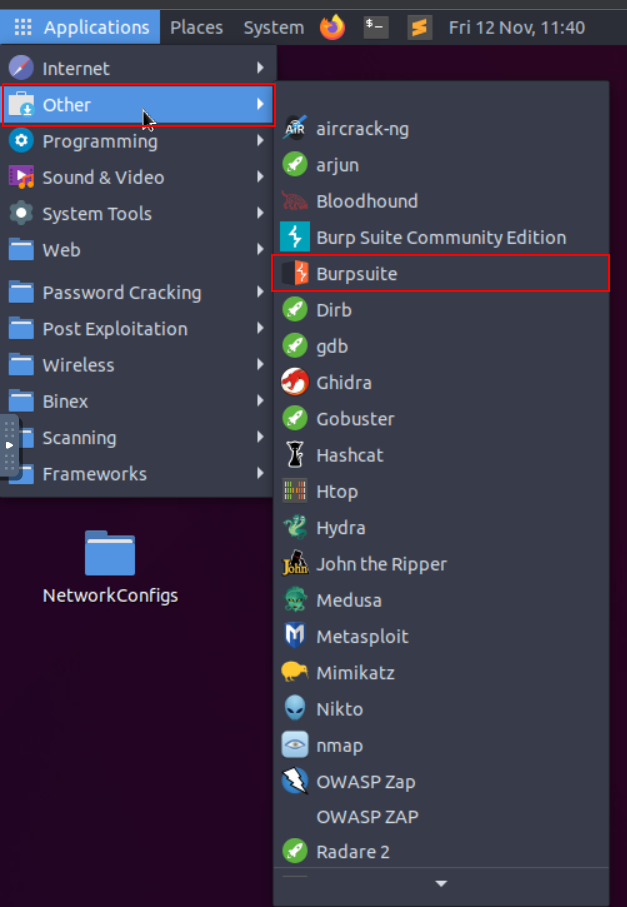 Applications Places System Fri 12 Nov, 11:40
Internet
Other
Programming
Sound & Video
System Tools
Web
Password Cracking
Post Exploitation
Wireless
Binex
Scanning
Frameworks
aircrack-ng
arjun
Bloodhound
Burp Suite Community Edition
Burpsuite
Dirb
gdb
Ghidra
Gobuster
Hashcat
Htop
Hydra
John the Ripper
Medusa
Metasploit
Mimikatz
Nikto
nmap
OWASP Zap
OWASP ZAP
Radare 2
NetworkConfigs